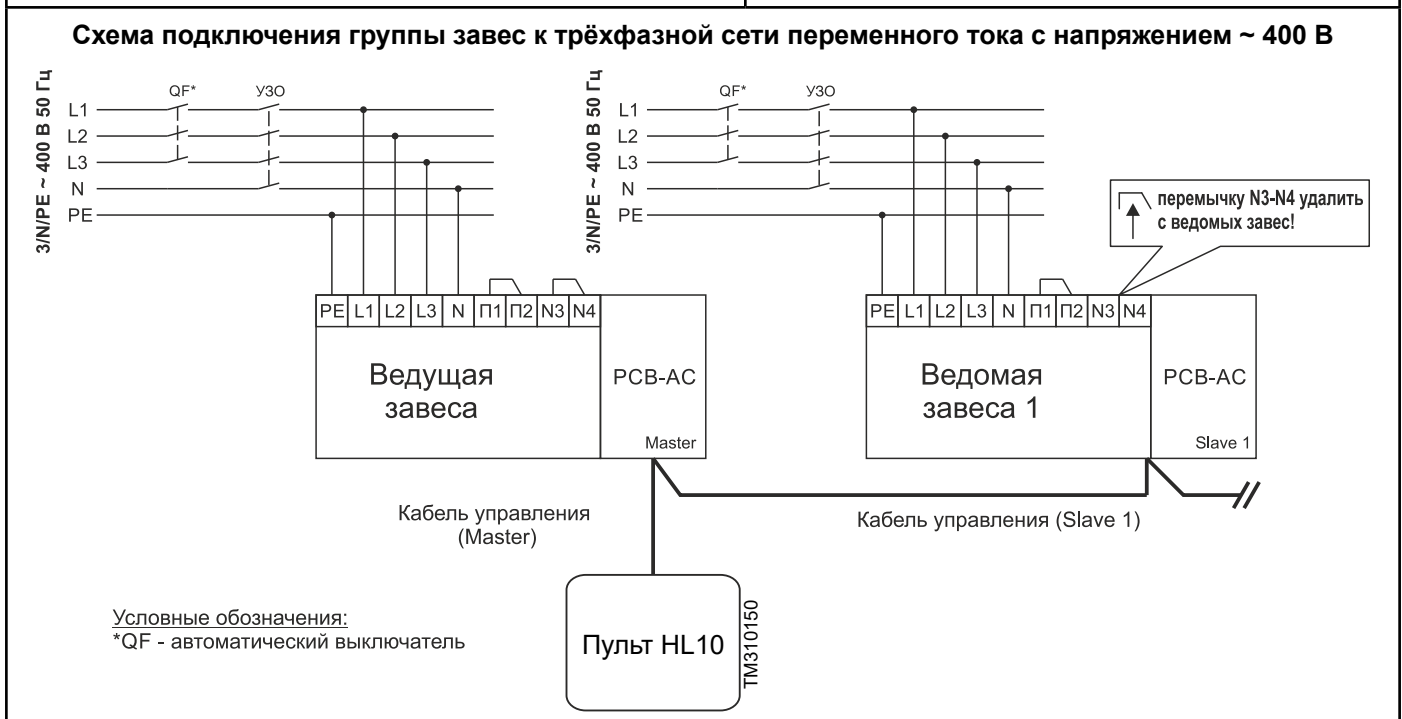 Схема подключения группы завес к трёхфазной сети переменного тока с напряжением ~ 400 В
3/N/PE ~ 400 В 50 Гц
QF*
УЗО
L1
L2
L3
N
PE
3/N/PE ~ 400 В 50 Гц
QF*
УЗО
L1
L2
L3
N
PE
перемычку N3-N4 удалить
с ведомых завес!
PE L1 L2 L3 N П1 П2 N3 N4
Ведущая
завеса
PCB-AC
Master
PE L1 L2 L3 N П1 П2 N3 N4
Ведомая
завеса 1
PCB-AC
Slave 1
Кабель управления
(Master)
Кабель управления (Slave 1)
Условные обозначения:
*QF - автоматический выключатель
Пульт HL10
TM310150